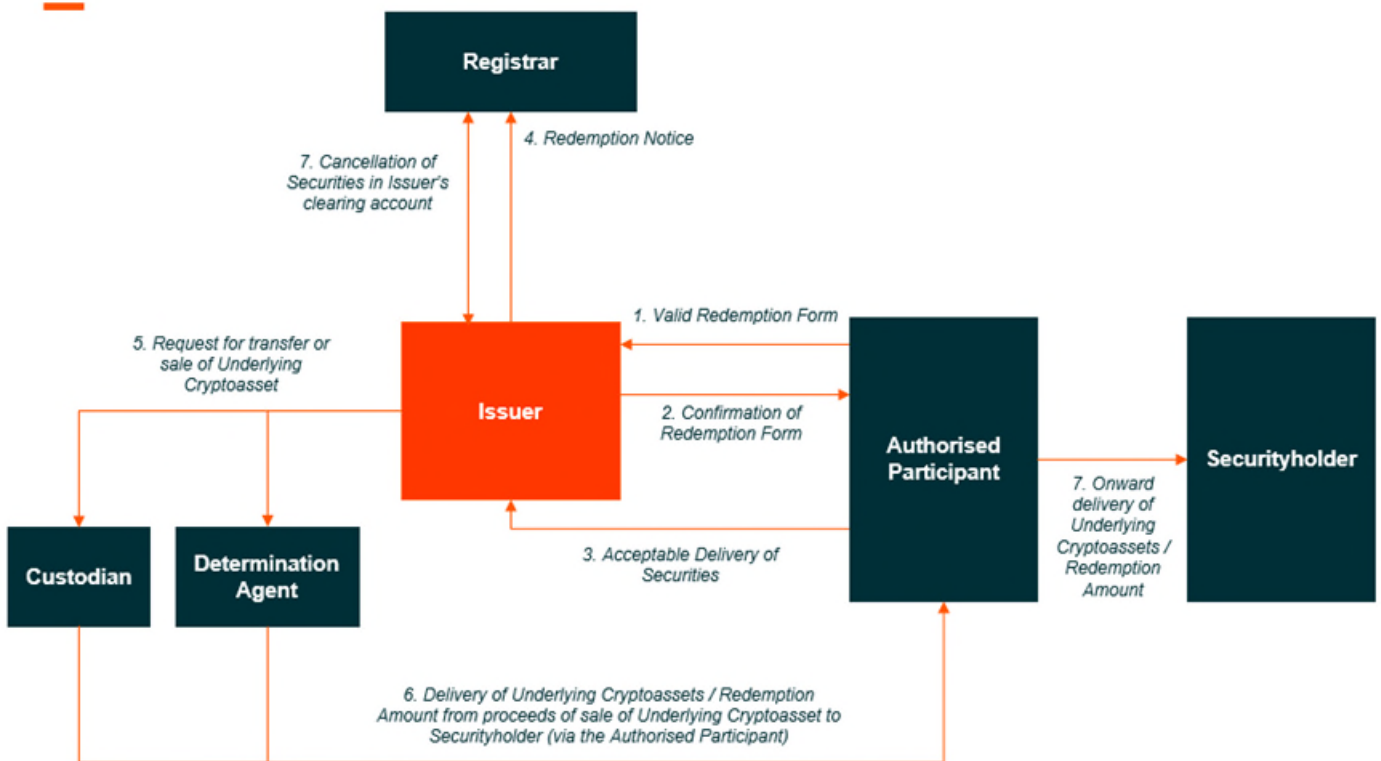 Registrar
4. Redemption Notice
7. Cancellation of
Securities in Issuer's
clearing account
1. Valid Redemption Form
5. Request for transfer or
sale of Underlying
Cryptoasset
Issuer
2. Confirmation of
Redemption Form
Authorised
Participant
Securityholder
7. Onward
delivery of
Underlying
Cryptoassets /
Redemption
Amount
3. Acceptable Delivery of
Securities
Custodian
Determination
Agent
6. Delivery of Underlying Cryptoassets / Redemption
Amount from proceeds of sale of Underlying Cryptoasset to
Securityholder (via the Authorised Participant)